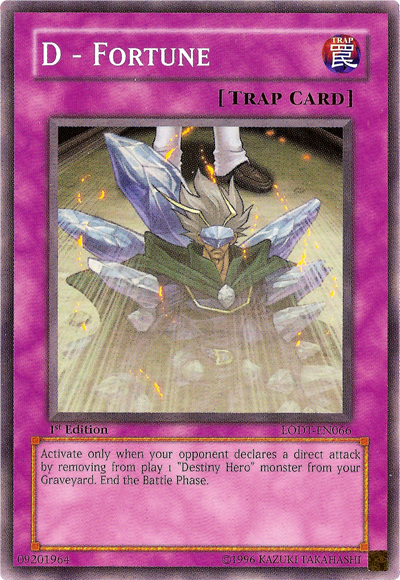 D - Fortune
TRAP
罠
[Trap Card]
1st Edition
LODT-EN066
Activate only when your opponent declares a direct attack
by removing from play 1 "Destiny Hero" monster from your
Graveyard. End the Battle Phase.
09201964
©1996 KAZUKI TAKAHASHI